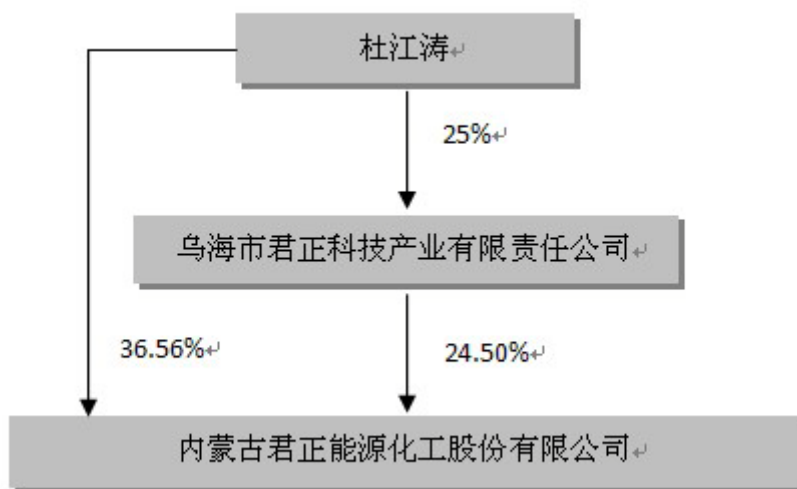 杜江涛
25%
乌海市君正科技产业有限责任公司
36.56%
24.50%
内蒙古君正能源化工股份有限公司